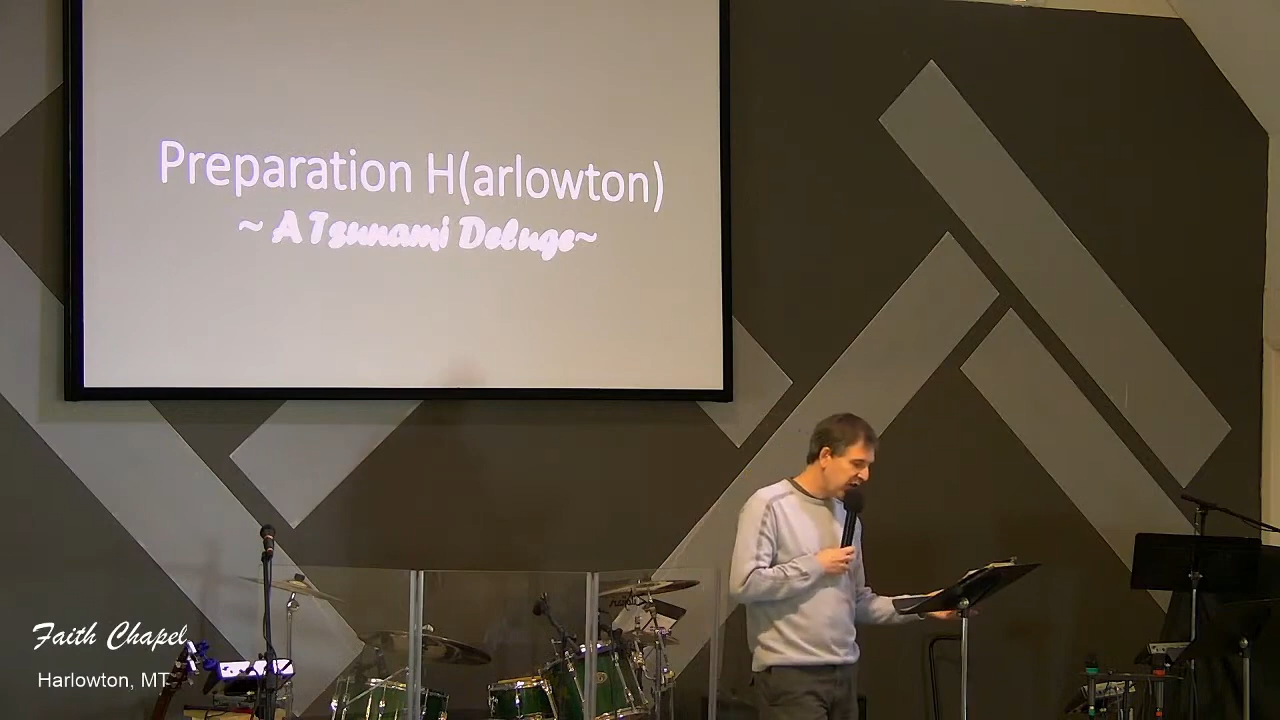 Preparation H(arlowton)
~ A Tsunami Deluge~
Faith Chapel
Harlowton, MT